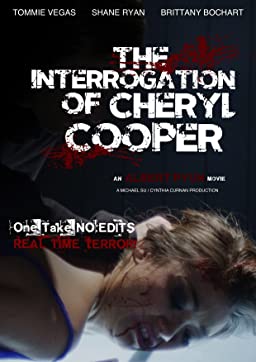 TOMMIE VEGAS SHANE RYAN BRITTANY BOCHART
THE
INTERROGATION
OF CHERYL
COOPER
AN MOVIE
A MICHAEL SU / CYNTHIA CURNAN PRODUCTION
One Take NO EDITS
REAL TIME TERROR!